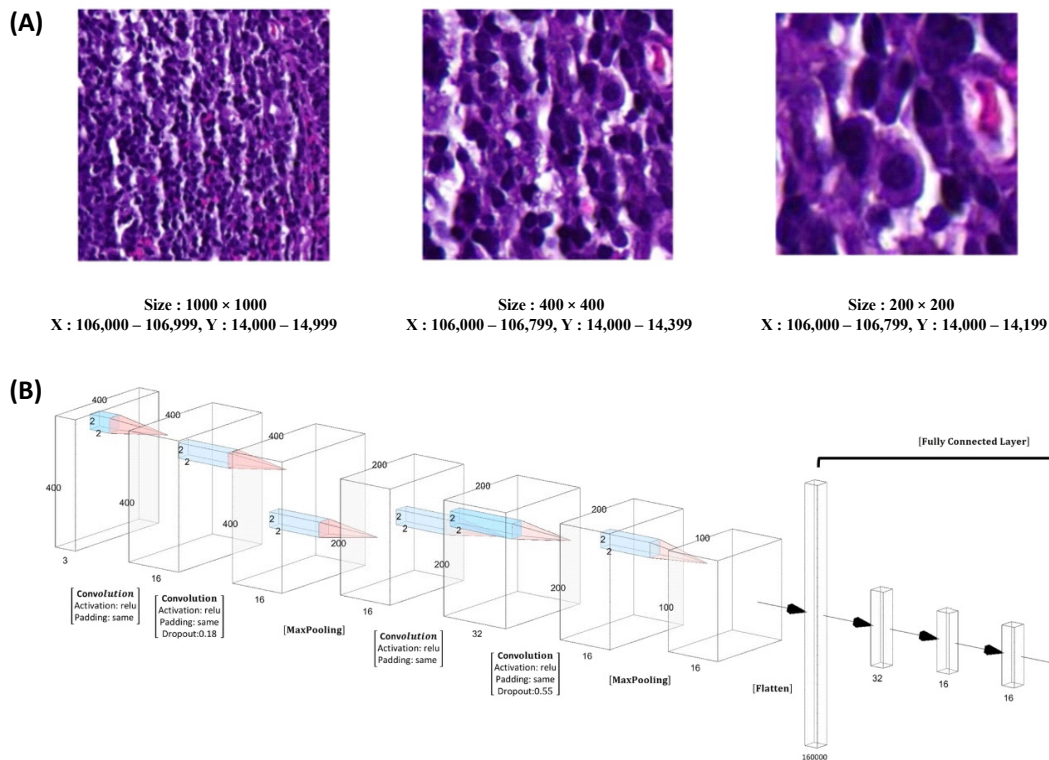 (A)
Size : 1000 × 1000
X : 106,000 – 106,999, Y : 14,000 – 14,999
Size : 400 × 400
X : 106,000 – 106,799, Y : 14,000 – 14,399
Size : 200 × 200
X : 106,000 – 106,799, Y : 14,000 – 14,199
(B)
400
2
2
400
3
400
2
2
400
16
400
2
2
400
16
200
2
2
200
16
200
2
2
200
32
200
2
2
200
16
100
100
16
[Convolution
Activation: relu
Padding: same]
[Convolution
Activation: relu
Padding: same
Dropout:0.18]
[MaxPooling]
[Convolution
Activation: relu
Padding: same]
[Convolution
Activation: relu
Padding: same
Dropout:0.55]
[MaxPooling]
[Flatten]
[Fully Connected Layer]
160000
32
16
16